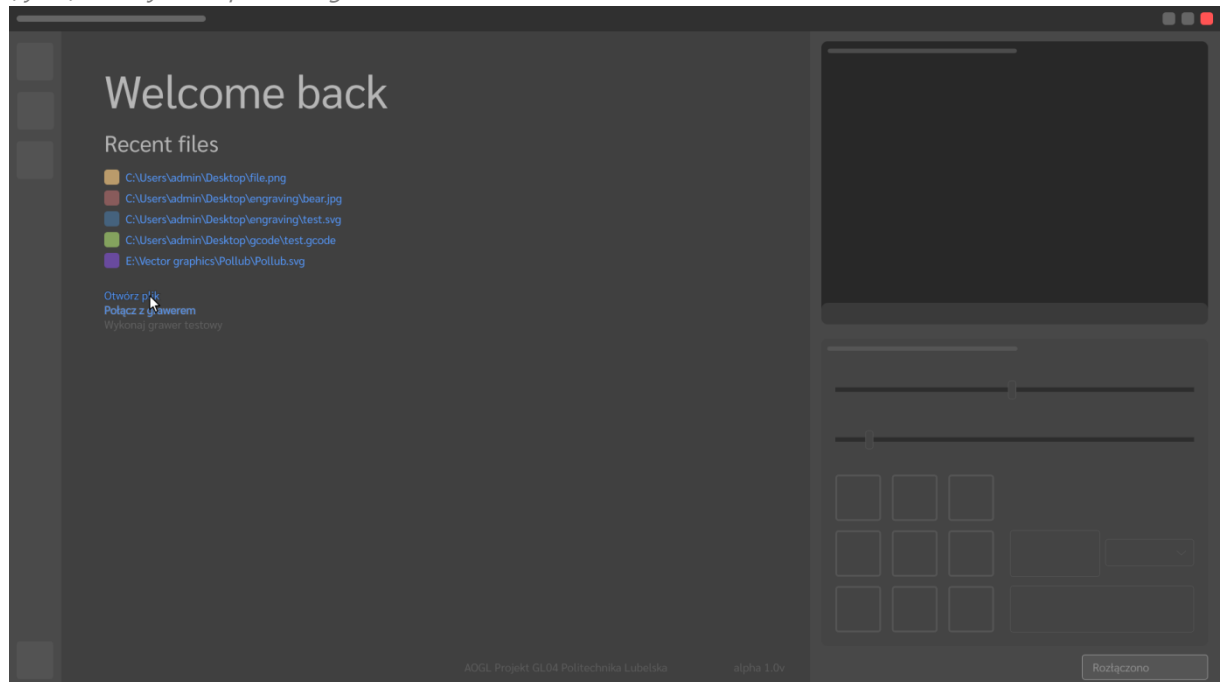 Welcome back
Recent files
C:\Users\admin\Desktop\file.png
C:\Users\admin\Desktop\engraving\bear.jpg
C:\Users\admin\Desktop\engraving\test.svg
C:\Users\admin\Desktop\gcode\test.gcode
E:\Vector graphics\Pollub\Pollub.svg
Otwórz plik
Połącz z grawerem
Wykonaj grawer testowy
AOGL Projekt GL04 Politechnika Lubelska alpha 1.0v
Rozłączono